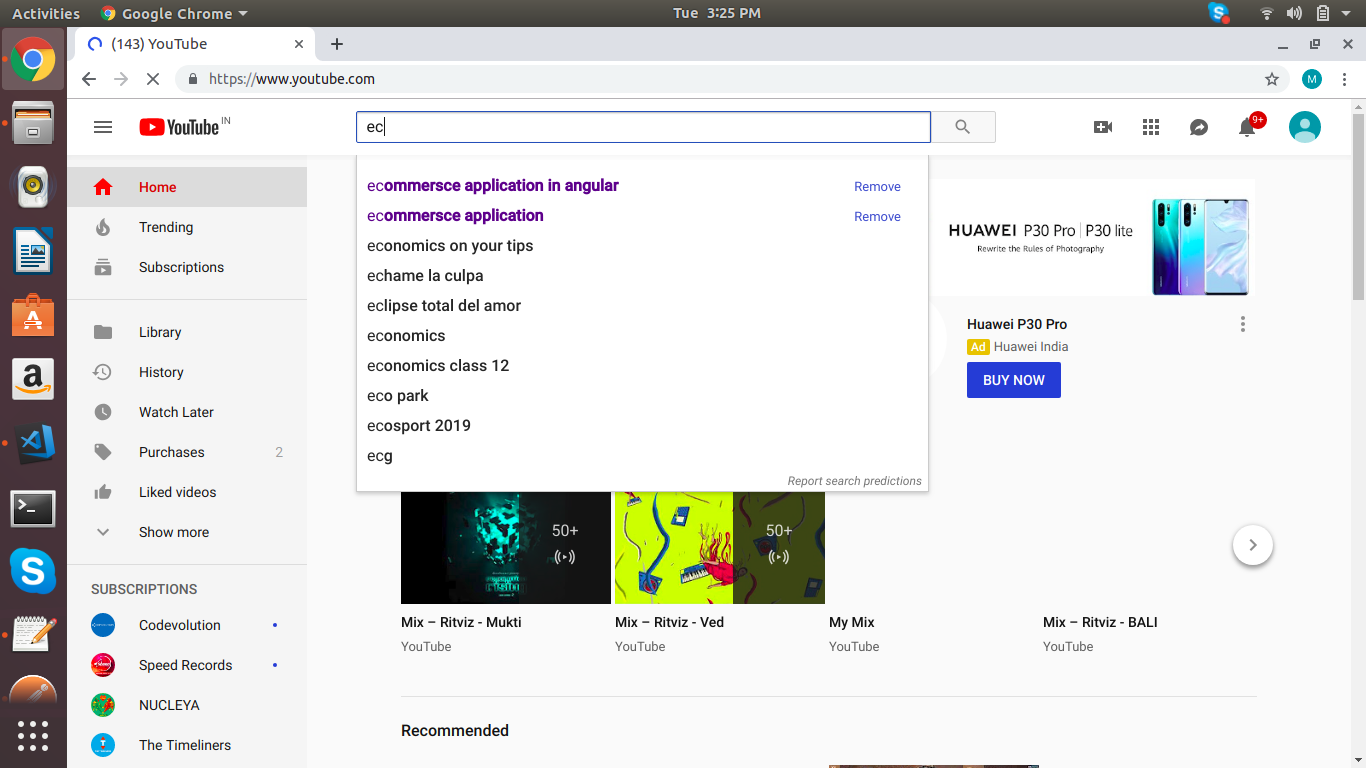 Activities
Google Chrome
Tue 3:25 PM
(143) YouTube
https://www.youtube.com
M
YouTube IN
ec
9+
ecommersce application in angular
Remove
ecommersce application
Remove
economics on your tips
echame la culpa
eclipse total del amor
economics
economics class 12
eco park
ecosport 2019
ecg
Report search predictions
Home
Trending
Subscriptions
Library
History
Watch Later
Purchases 2
Liked videos
Show more
SUBSCRIPTIONS
Codevolution
Speed Records
NUCLEYA
The Timeliners
HUAWEI P30 Pro | P30 lite
Rewrite the Rules of Photography
Huawei P30 Pro
Ad Huawei India
BUY NOW
50+
50+
Mix – Ritviz - Mukti
YouTube
Mix – Ritviz - Ved
YouTube
My Mix
YouTube
Mix – Ritviz - BALI
YouTube
Recommended